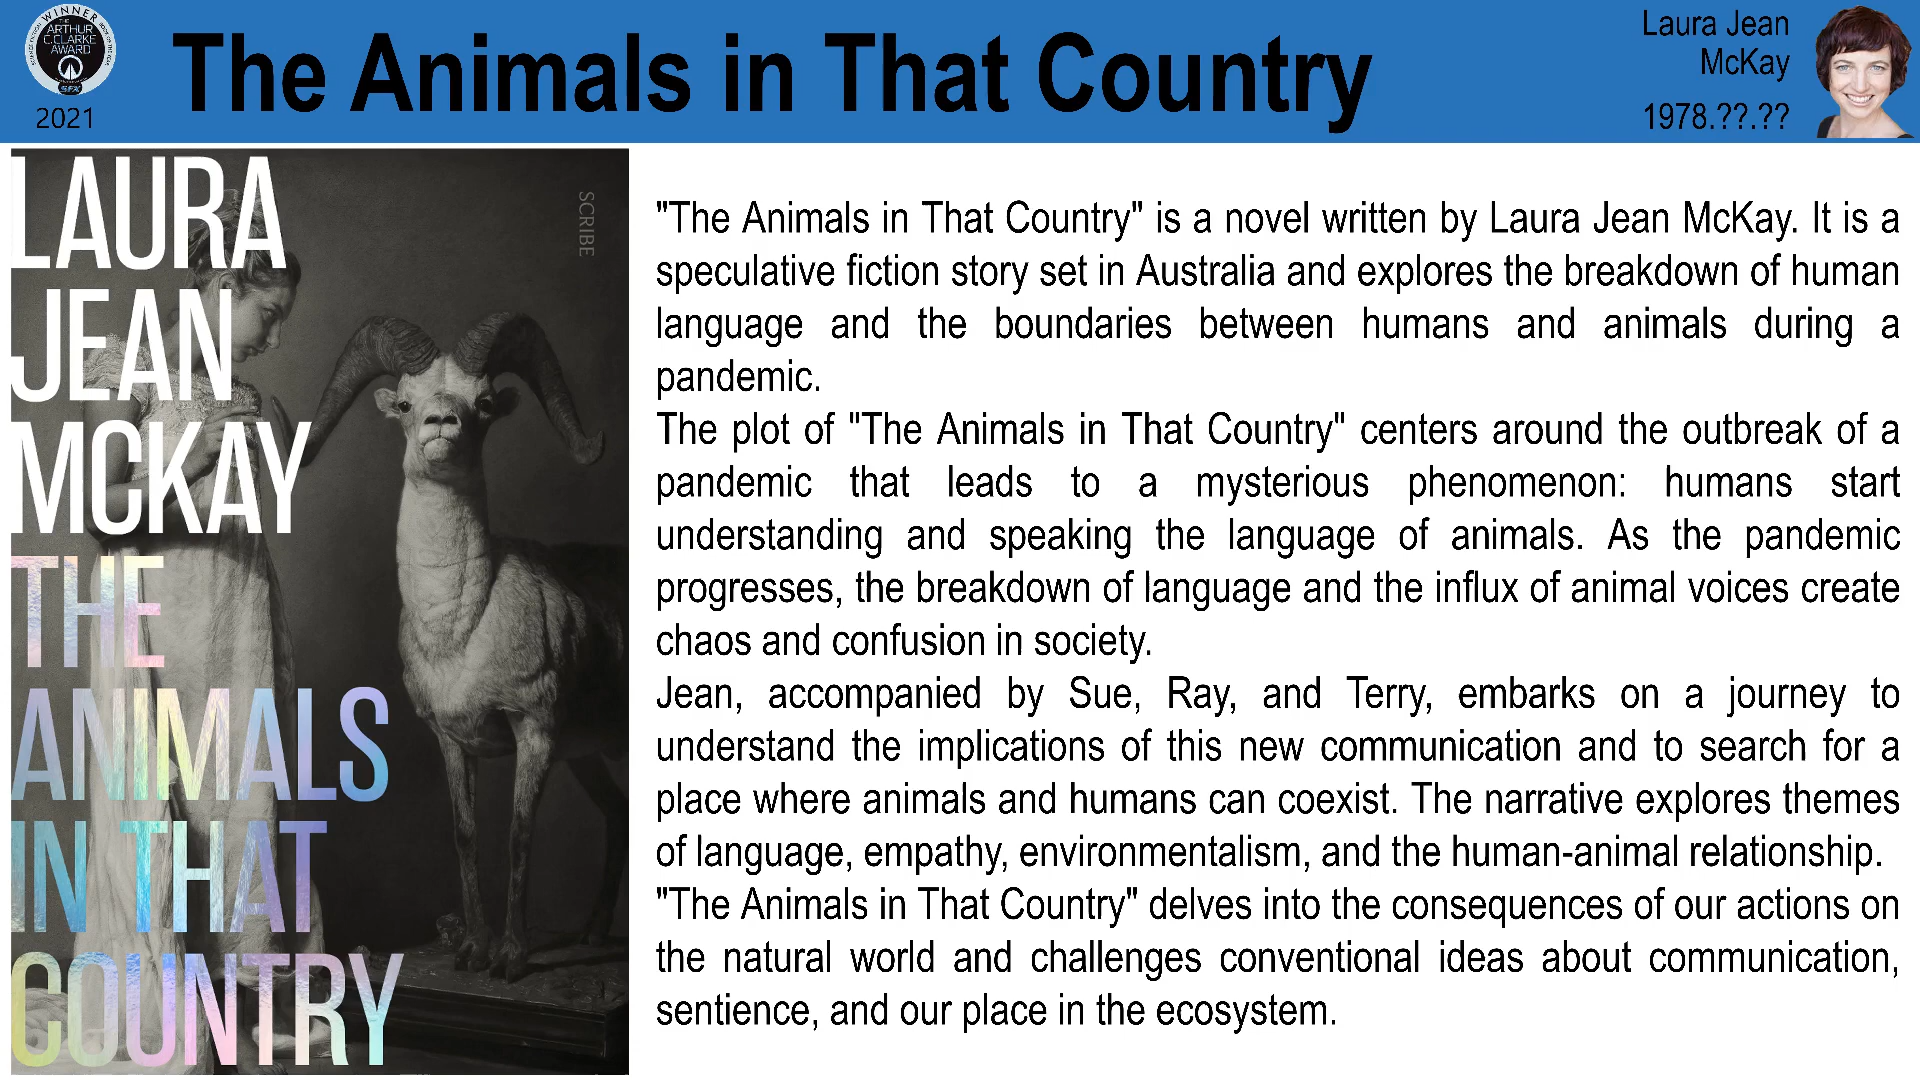 WINNER
THE
ARTHUR
C.CLARKE
AWARD
SFX
2021
The Animals in That Country
Laura Jean
McKay
1978.??.??
LAURA
JEAN
MCKAY
THE
ANIMALS
IN THAT
COUNTRY
SCRIBE
"The Animals in That Country" is a novel written by Laura Jean McKay. It is a
speculative fiction story set in Australia and explores the breakdown of human
language and the boundaries between humans and animals during a
pandemic.
The plot of "The Animals in That Country" centers around the outbreak of a
pandemic that leads to a mysterious phenomenon: humans start
understanding and speaking the language of animals. As the pandemic
progresses, the breakdown of language and the influx of animal voices create
chaos and confusion in society.
Jean, accompanied by Sue, Ray, and Terry, embarks on a journey to
understand the implications of this new communication and to search for a
place where animals and humans can coexist. The narrative explores themes
of language, empathy, environmentalism, and the human-animal relationship.
"The Animals in That Country" delves into the consequences of our actions on
the natural world and challenges conventional ideas about communication,
sentience, and our place in the ecosystem.